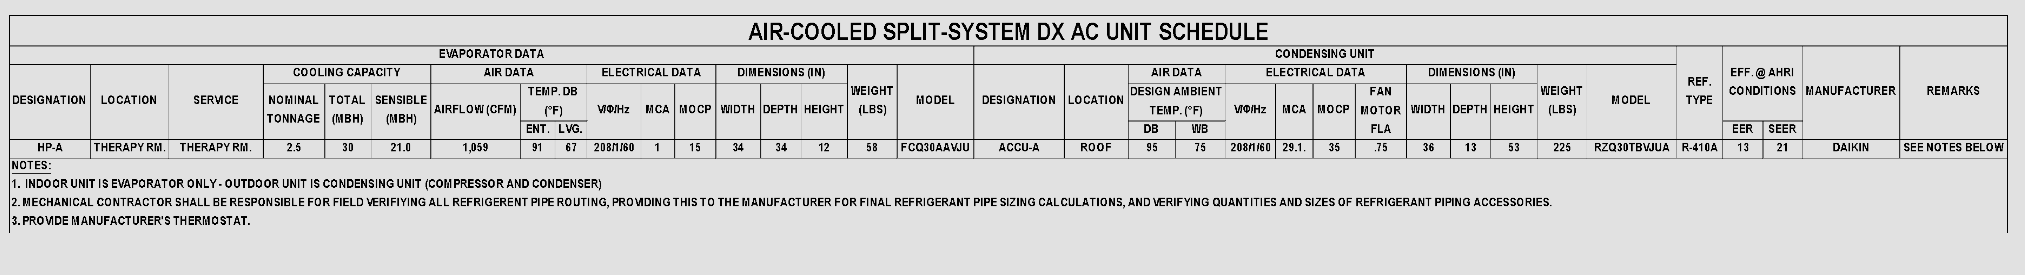 AIR-COOLED SPLIT-SYSTEM DX AC UNIT SCHEDULE
EVAPORATOR DATA CONDENSING UNIT
DESIGNATION LOCATION SERVICE COOLING CAPACITY AIR DATA ELECTRICAL DATA DIMENSIONS (IN) WEIGHT (LBS) MODEL DESIGNATION LOCATION AIR DATA ELECTRICAL DATA DIMENSIONS (IN) WEIGHT (LBS) MODEL REF. TYPE EFF. @ AHRI CONDITIONS MANUFACTURER REMARKS
NOMINAL TONNAGE TOTAL (MBH) SENSIBLE (MBH) AIRFLOW (CFM) TEMP. DB (°F) V/Φ/Hz MCA MOCP WIDTH DEPTH HEIGHT DESIGN AMBIENT TEMP. (°F) V/Φ/Hz MCA MOCP FAN MOTOR FLA WIDTH DEPTH HEIGHT
ENT. LVG. DB WB EER SEER
HP-A THERAPY RM. THERAPY RM. 2.5 30 21.0 1,059 91 67 208/1/60 1 15 34 34 12 58 FCQ30AAVJU ACCU-A ROOF 95 75 208/1/60 29.1. 35 .75 36 13 53 225 RZQ30TBVJUA R-410A 13 21 DAIKIN SEE NOTES BELOW
NOTES:
1. INDOOR UNIT IS EVAPORATOR ONLY - OUTDOOR UNIT IS CONDENSING UNIT (COMPRESSOR AND CONDENSER)
2. MECHANICAL CONTRACTOR SHALL BE RESPONSIBLE FOR FIELD VERIFIYING ALL REFRIGERENT PIPE ROUTING, PROVIDING THIS TO THE MANUFACTURER FOR FINAL REFRIGERANT PIPE SIZING CALCULATIONS, AND VERIFYING QUANTITIES AND SIZES OF REFRIGERANT PIPING ACCESSORIES.
3. PROVIDE MANUFACTURER'S THERMOSTAT.